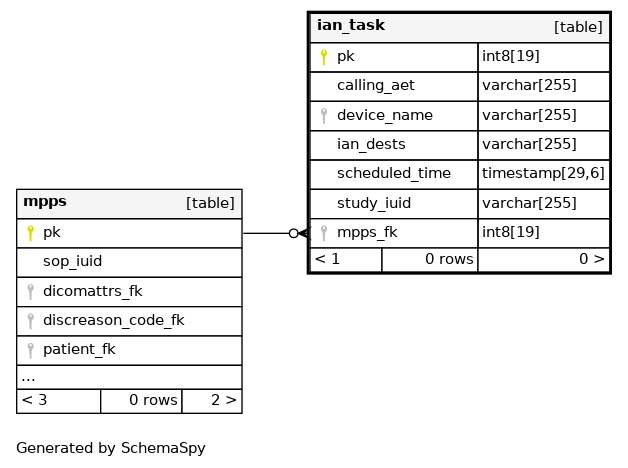 ian_task [table]
pk int8[19]
calling_aet varchar[255]
device_name varchar[255]
ian_dests varchar[255]
scheduled_time timestamp[29,6]
study_iuid varchar[255]
mpps_fk int8[19]
< 1 0 rows 0 >
mpps [table]
pk
sop_iuid
dicomattrs_fk
discreason_code_fk
patient_fk
...
< 3 0 rows 2 >
Generated by SchemaSpy